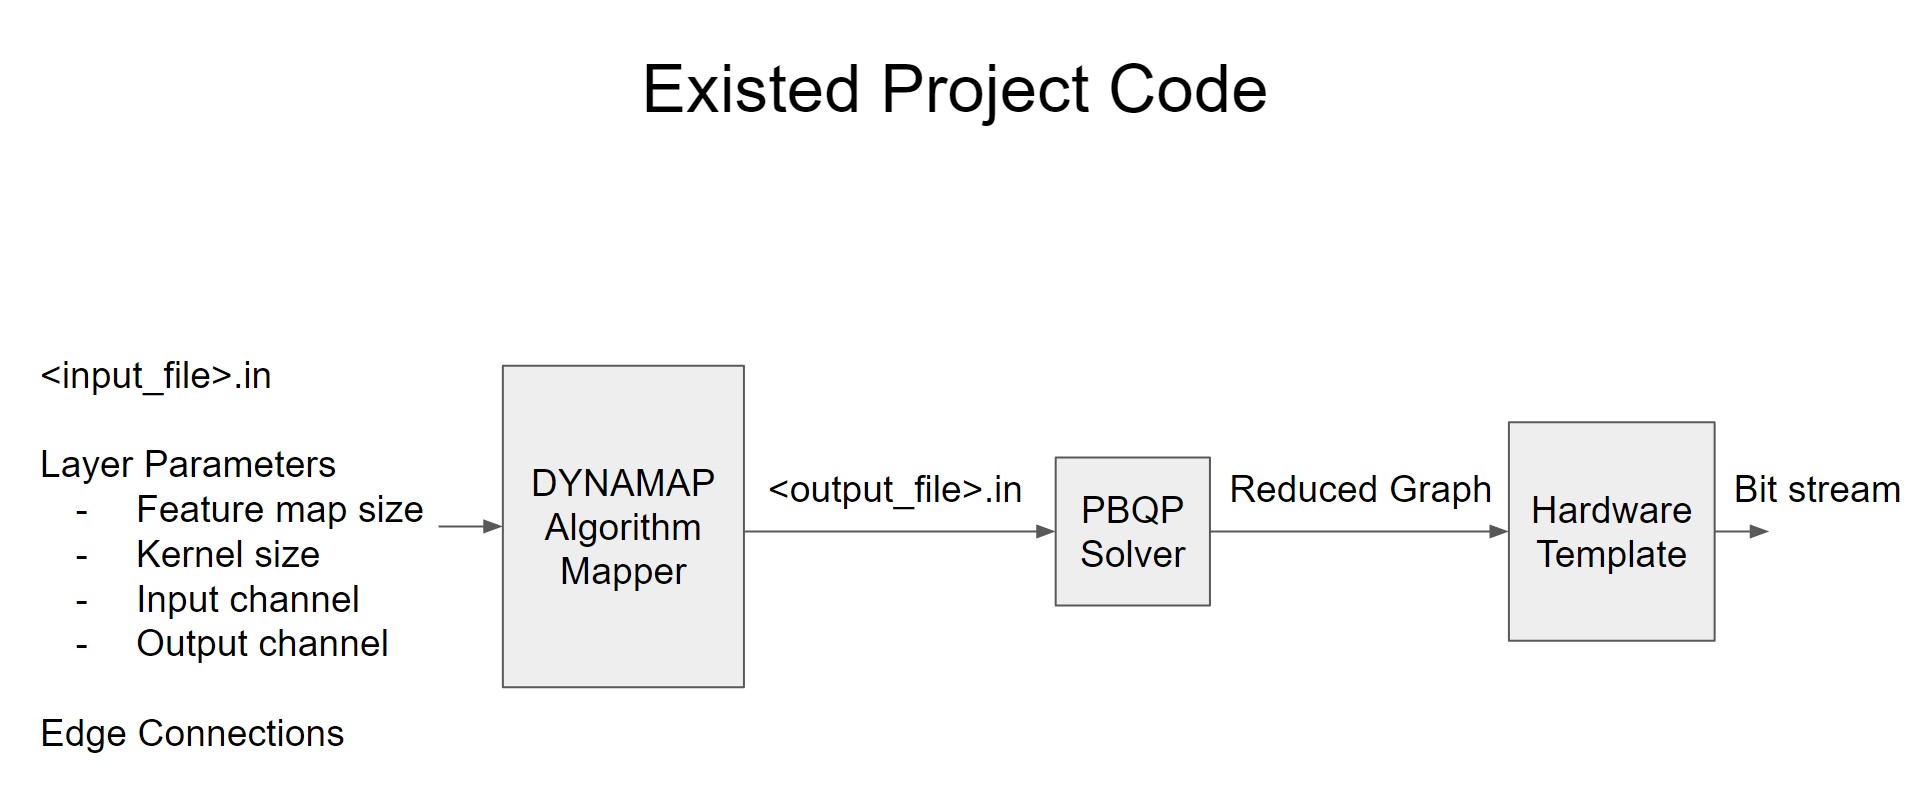 Existed Project Code
<input_file>.in
Layer Parameters
- Feature map size
- Kernel size
- Input channel
- Output channel
Edge Connections
DYNAMAP
Algorithm
Mapper
<output_file>.in
PBQP
Solver
Reduced Graph
Hardware
Template
Bit stream